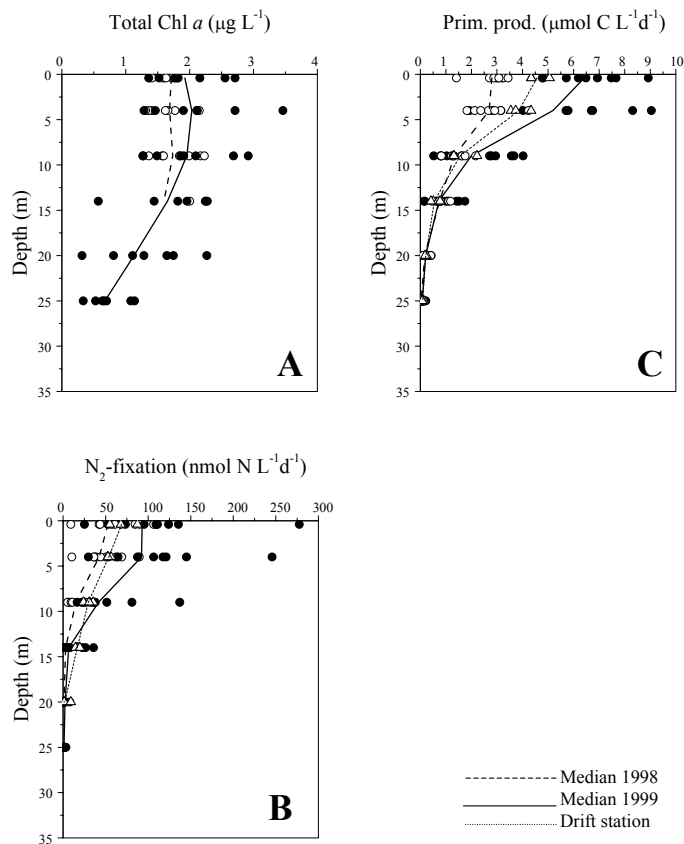 Total Chl a (µg L-1)
0 1 2 3 4
0
5
10
15
20
25
30
35
Depth (m)
A
Prim. prod. (µmol C L-1d-1)
0 1 2 3 4 5 6 7 8 9 10
0
5
10
15
20
25
30
35
Depth (m)
C
N2-fixation (nmol N L-1d-1)
0 50 100 150 200 250 300
0
5
10
15
20
25
30
35
Depth (m)
B
Median 1998
Median 1999
Drift station